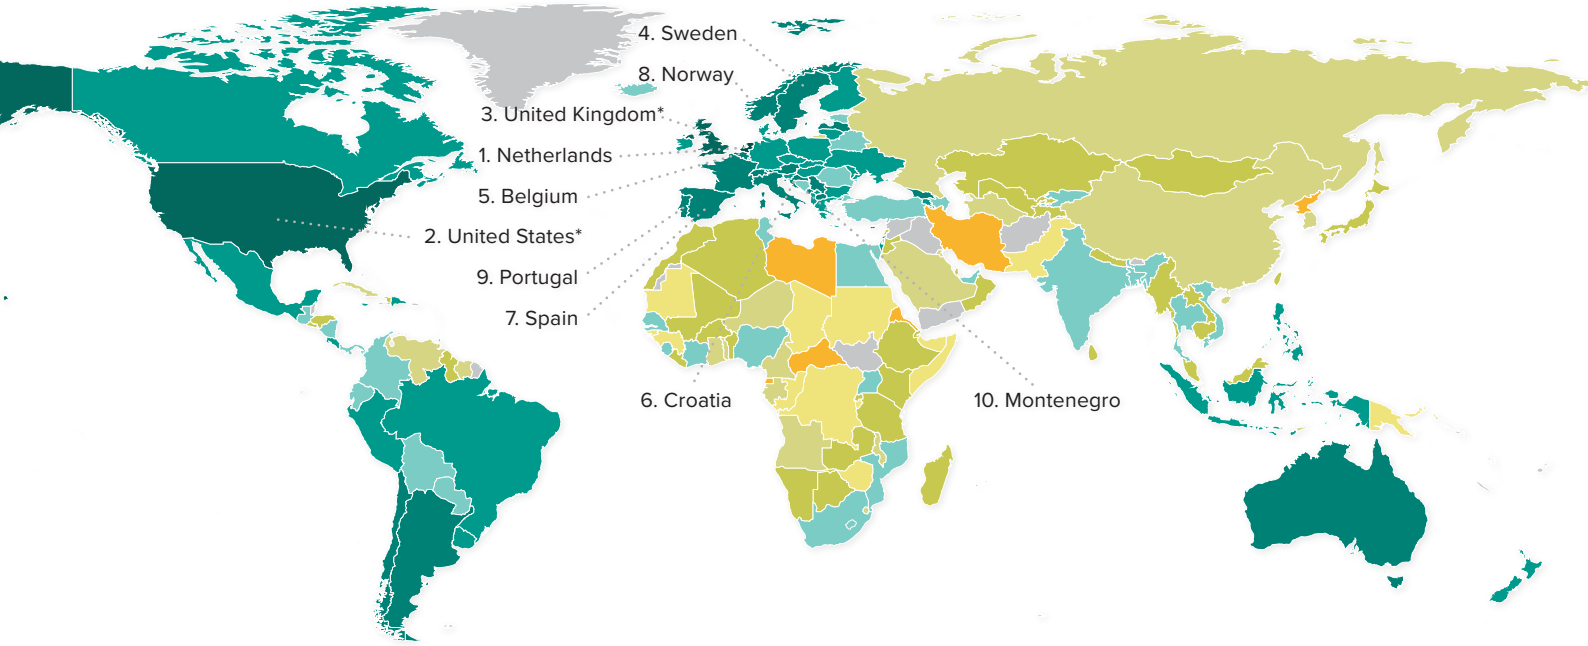 4. Sweden
8. Norway
3. United Kingdom*
1. Netherlands
5. Belgium
2. United States*
9. Portugal
7. Spain
6. Croatia
10. Montenegro